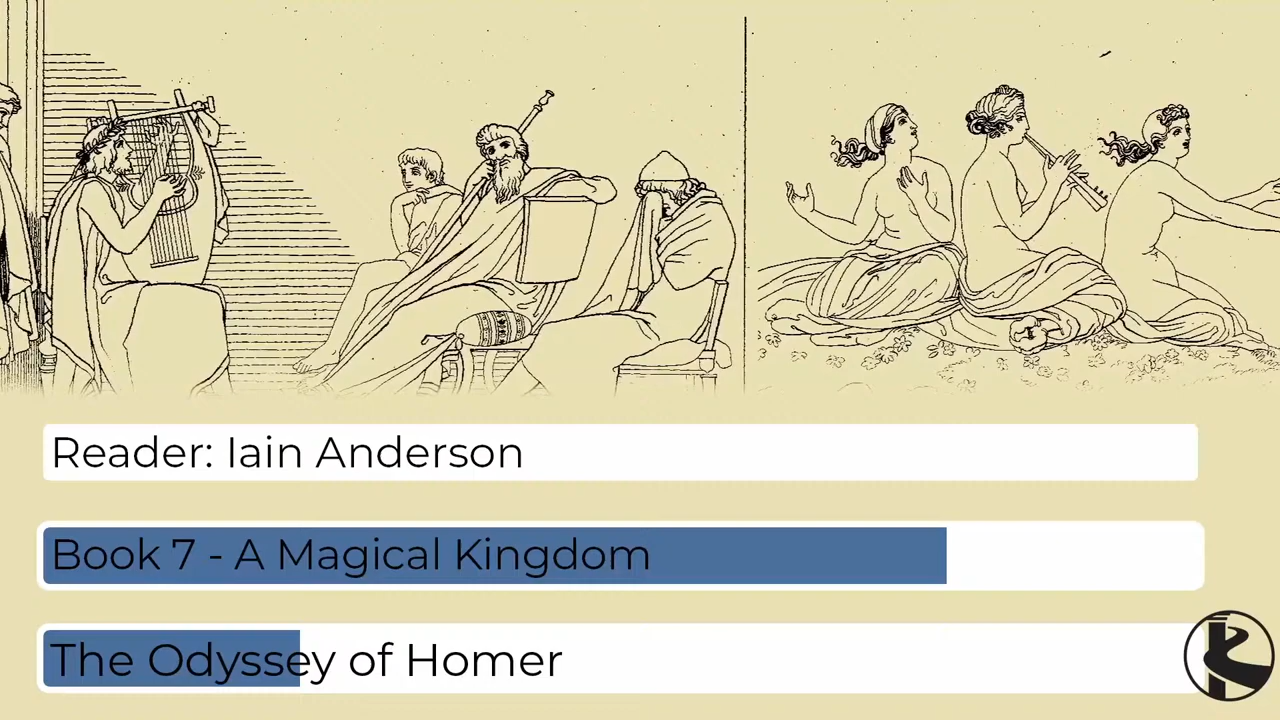 Reader: Iain Anderson
Book 7 - A Magical Kingdom
The Odyssey of Homer